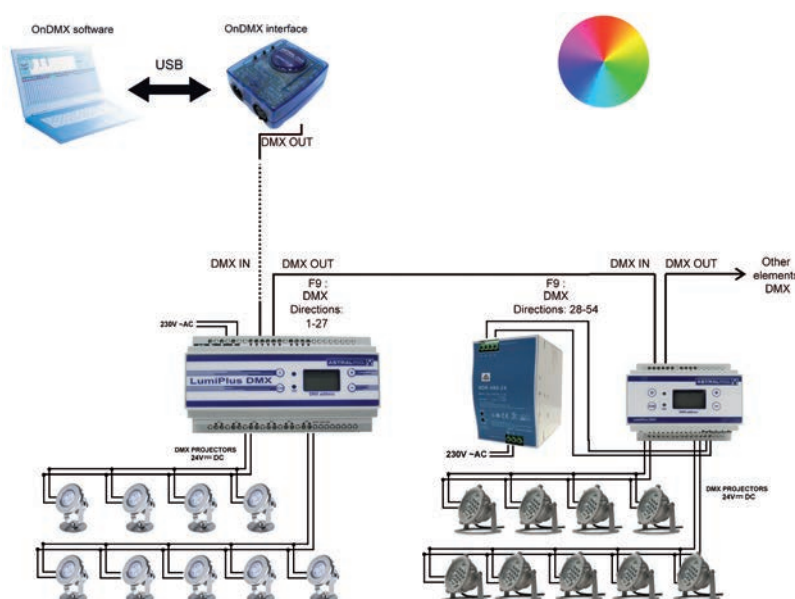 OnDMX software
OnDMX interface
USB
DMX OUT
DMX IN
DMX OUT
DMX IN
DMX OUT
Other
elements
DMX
F9 :
DMX
Directions:
1-27
F9 :
DMX
Directions: 28-54
230V ~AC
LumiPlus DMX
230V ~AC
DMX PROJECTORS
24V DC
DMX PROJECTORS
24V DC